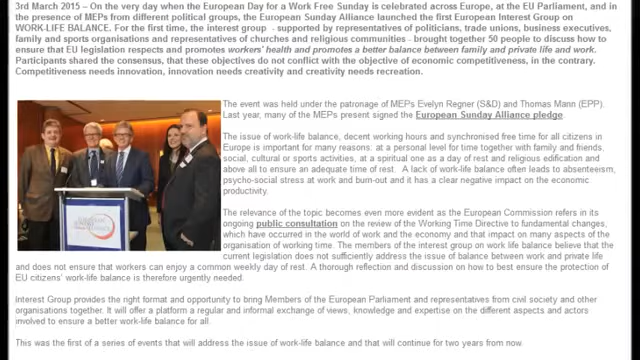 3rd March 2015 – On the very day when the European Day for a Work Free Sunday is celebrated across Europe, at the EU Parliament, and in
the presence of MEPs from different political groups, the European Sunday Alliance launched the first European Interest Group on
WORK-LIFE BALANCE. For the first time, the interest group - supported by representatives of politicians, trade unions, business executives,
family and sports organisations and representatives of churches and religious communities – brought together 50 people to discuss how to
ensure that EU legislation respects and promotes workers' health and promotes a better balance between family and private life and work.
Participants shared the consensus, that these objectives do not conflict with the objective of economic competitiveness, in the contrary.
Competitiveness needs innovation, innovation needs creativity and creativity needs recreation.
The event was held under the patronage of MEPs Evelyn Regner (S&D) and Thomas Mann (EPP).
Last year, many of the MEPs present signed the European Sunday Alliance pledge.
The issue of work-life balance, decent working hours and synchronised free time for all citizens in
Europe is important for many reasons: at a personal level for time together with family and friends,
social, cultural or sports activities, at a spiritual one as a day of rest and religious edification and
above all to ensure an adequate time of rest. A lack of work-life balance often leads to absenteeism,
psycho-social stress at work and burn-out and it has a clear negative impact on the economic
productivity.
The relevance of the topic becomes even more evident as the European Commission refers in its
ongoing public consultation on the review of the Working Time Directive to fundamental changes,
which have occurred in the world of work and the economy and that impact on many aspects of the
organisation of working time. The members of the interest group on work life balance believe that the
current legislation does not sufficiently address the issue of balance between work and private life
and does not ensure that workers can enjoy a common weekly day of rest. A thorough reflection and discussion on how to best ensure the protection of
EU citizens' work-life balance is therefore urgently needed.
Interest Group provides the right format and opportunity to bring Members of the European Parliament and representatives from civil society and other
organisations together. It will offer a platform a regular and informal exchange of views, knowledge and expertise on the different aspects and actors
involved to ensure a better work-life balance for all.
This was the first of a series of events that will address the issue of work-life balance and that will continue for two years from now.